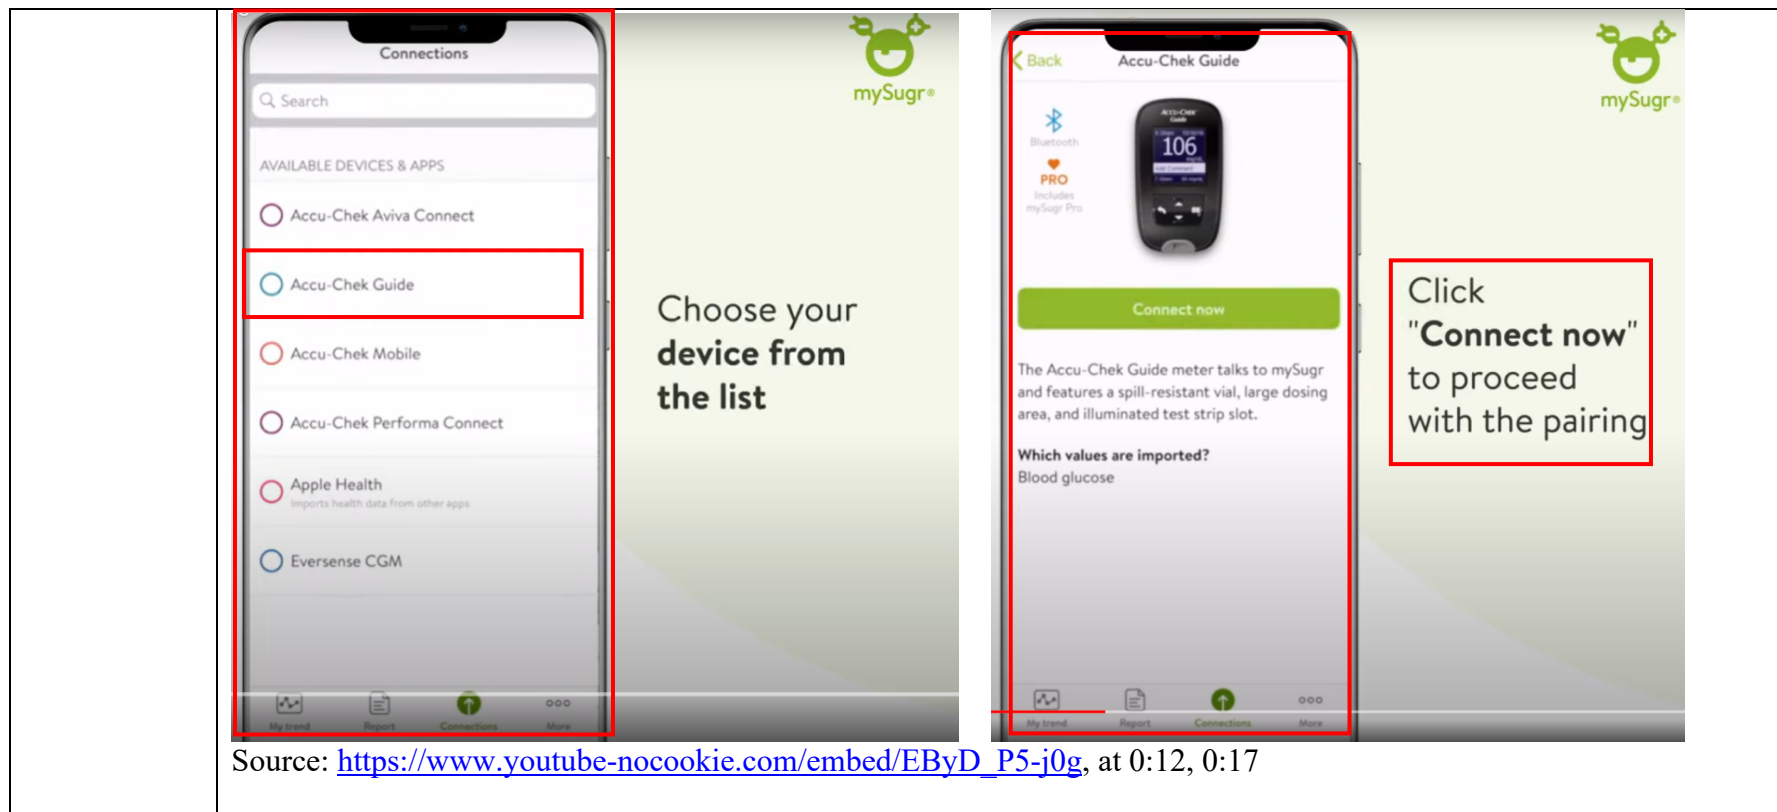 Connections
Search
AVAILABLE DEVICES & APPS
Accu-Chek Aviva Connect
Accu-Chek Guide
Accu-Chek Mobile
Accu-Chek Performa Connect
Apple Health
Imports health data from other apps
Eversense CGM
My trend Report Connections More
mySugr®
Choose your
device from
the list
Back Accu-Chek Guide
Bluetooth
PRO
Includes
mySugr Pro
ACCU-CHEK
Guide
106
mg/dL
Connect now
The Accu-Chek Guide meter talks to mySugr
and features a spill-resistant vial, large dosing
area, and illuminated test strip slot.
Which values are imported?
Blood glucose
My trend Report Connections More
mySugr®
Click
"Connect now"
to proceed
with the pairing
Source: https://www.youtube-nocookie.com/embed/EByD_P5-j0g, at 0:12, 0:17